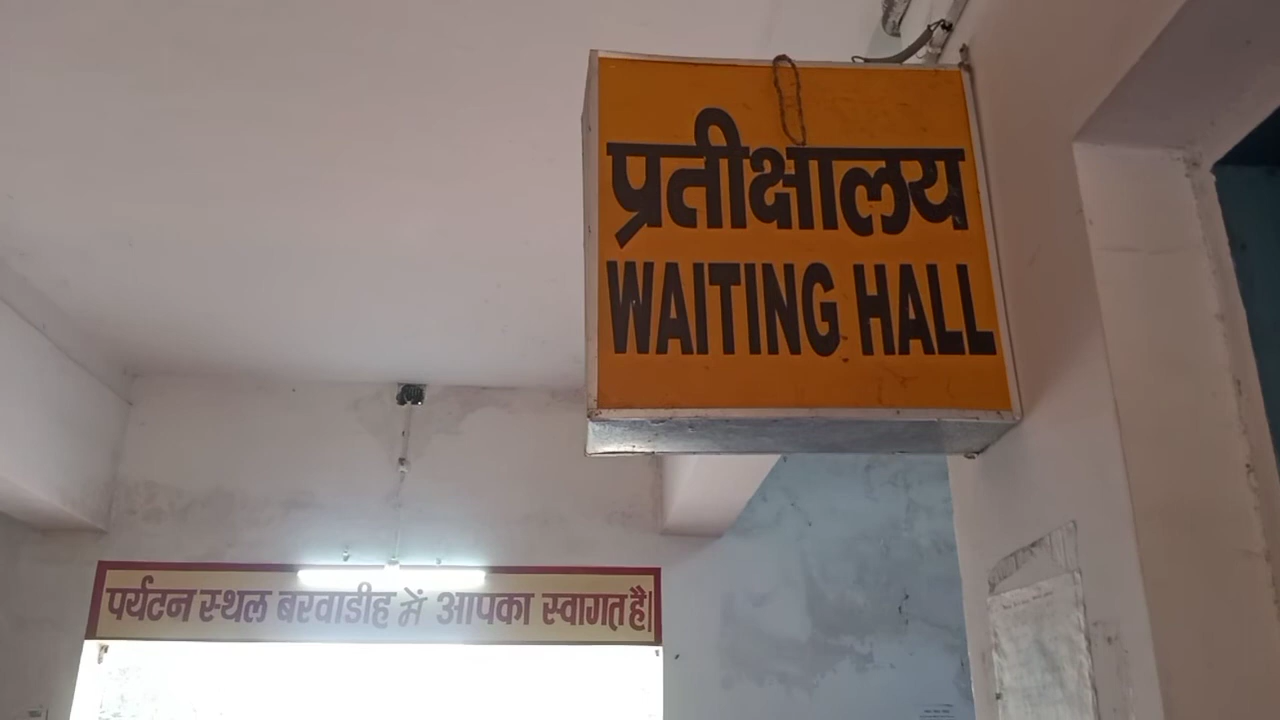 प्रतीक्षालय
WAITING HALL
पर्यटन स्थल बरवाडीह में आपका स्वागत है|